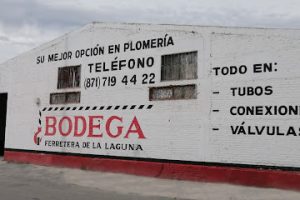 SU MEJOR OPCIÓN EN PLOMERÍA
TELÉFONO
(871) 719 44 22
BODEGA
FERRETERA DE LA LAGUNA
TODO EN:
- TUBOS
- CONEXIONE
- VÁLVULAS